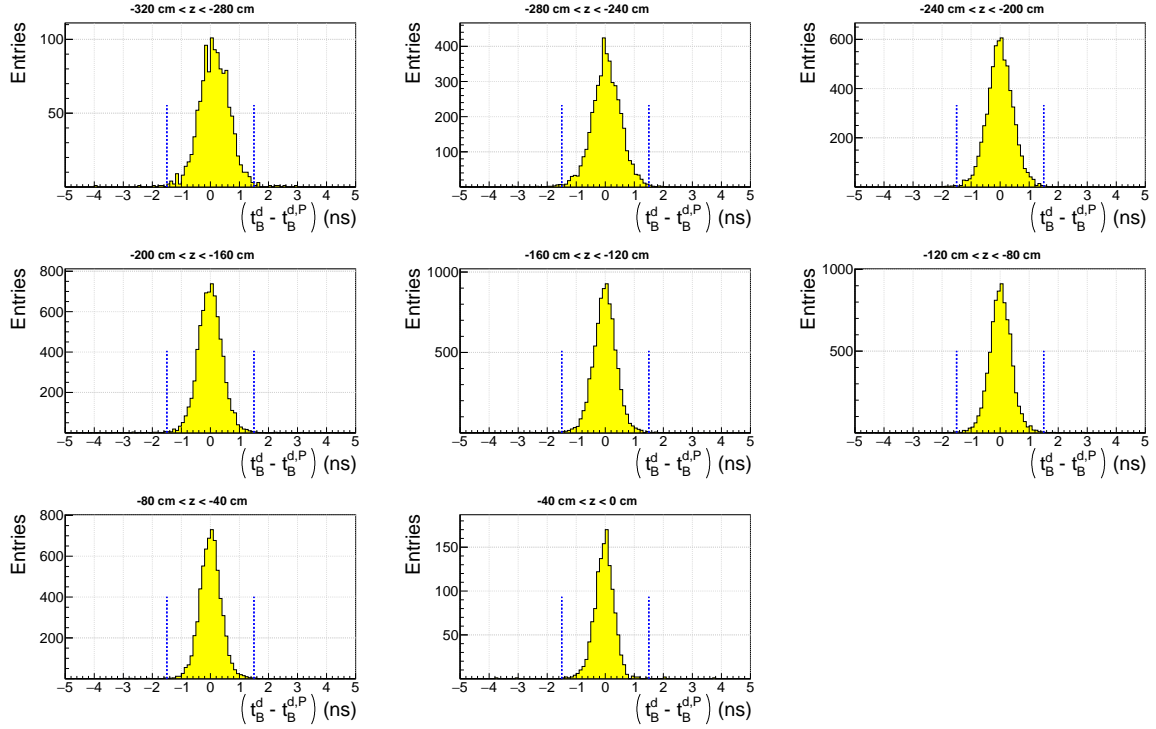 -320 cm < z < -280 cm
Entries
100
50
−5 −4 −3 −2 −1 0 1 2 3 4 5
(t_B^d - t_B^{d,P}) (ns)
-280 cm < z < -240 cm
Entries
400
300
200
100
−5 −4 −3 −2 −1 0 1 2 3 4 5
(t_B^d - t_B^{d,P}) (ns)
-240 cm < z < -200 cm
Entries
600
400
200
0
−5 −4 −3 −2 −1 0 1 2 3 4 5
(t_B^d - t_B^{d,P}) (ns)
-200 cm < z < -160 cm
Entries
800
600
400
200
−5 −4 −3 −2 −1 0 1 2 3 4 5
(t_B^d - t_B^{d,P}) (ns)
-160 cm < z < -120 cm
Entries
1000
500
−5 −4 −3 −2 −1 0 1 2 3 4 5
(t_B^d - t_B^{d,P}) (ns)
-120 cm < z < -80 cm
Entries
1000
500
0
−5 −4 −3 −2 −1 0 1 2 3 4 5
(t_B^d - t_B^{d,P}) (ns)
-80 cm < z < -40 cm
Entries
800
600
400
200
−5 −4 −3 −2 −1 0 1 2 3 4 5
(t_B^d - t_B^{d,P}) (ns)
-40 cm < z < 0 cm
Entries
150
100
50
−5 −4 −3 −2 −1 0 1 2 3 4 5
(t_B^d - t_B^{d,P}) (ns)